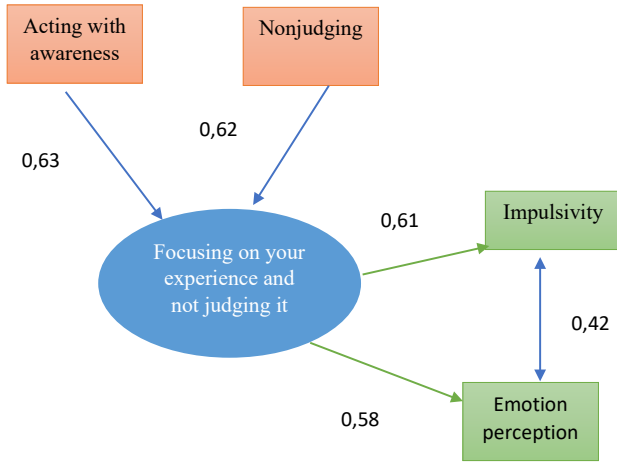 Acting with
awareness
Nonjudging
0,63
0,62
Focusing on your
experience and
not judging it
0,61
Impulsivity
0,42
0,58
Emotion
perception